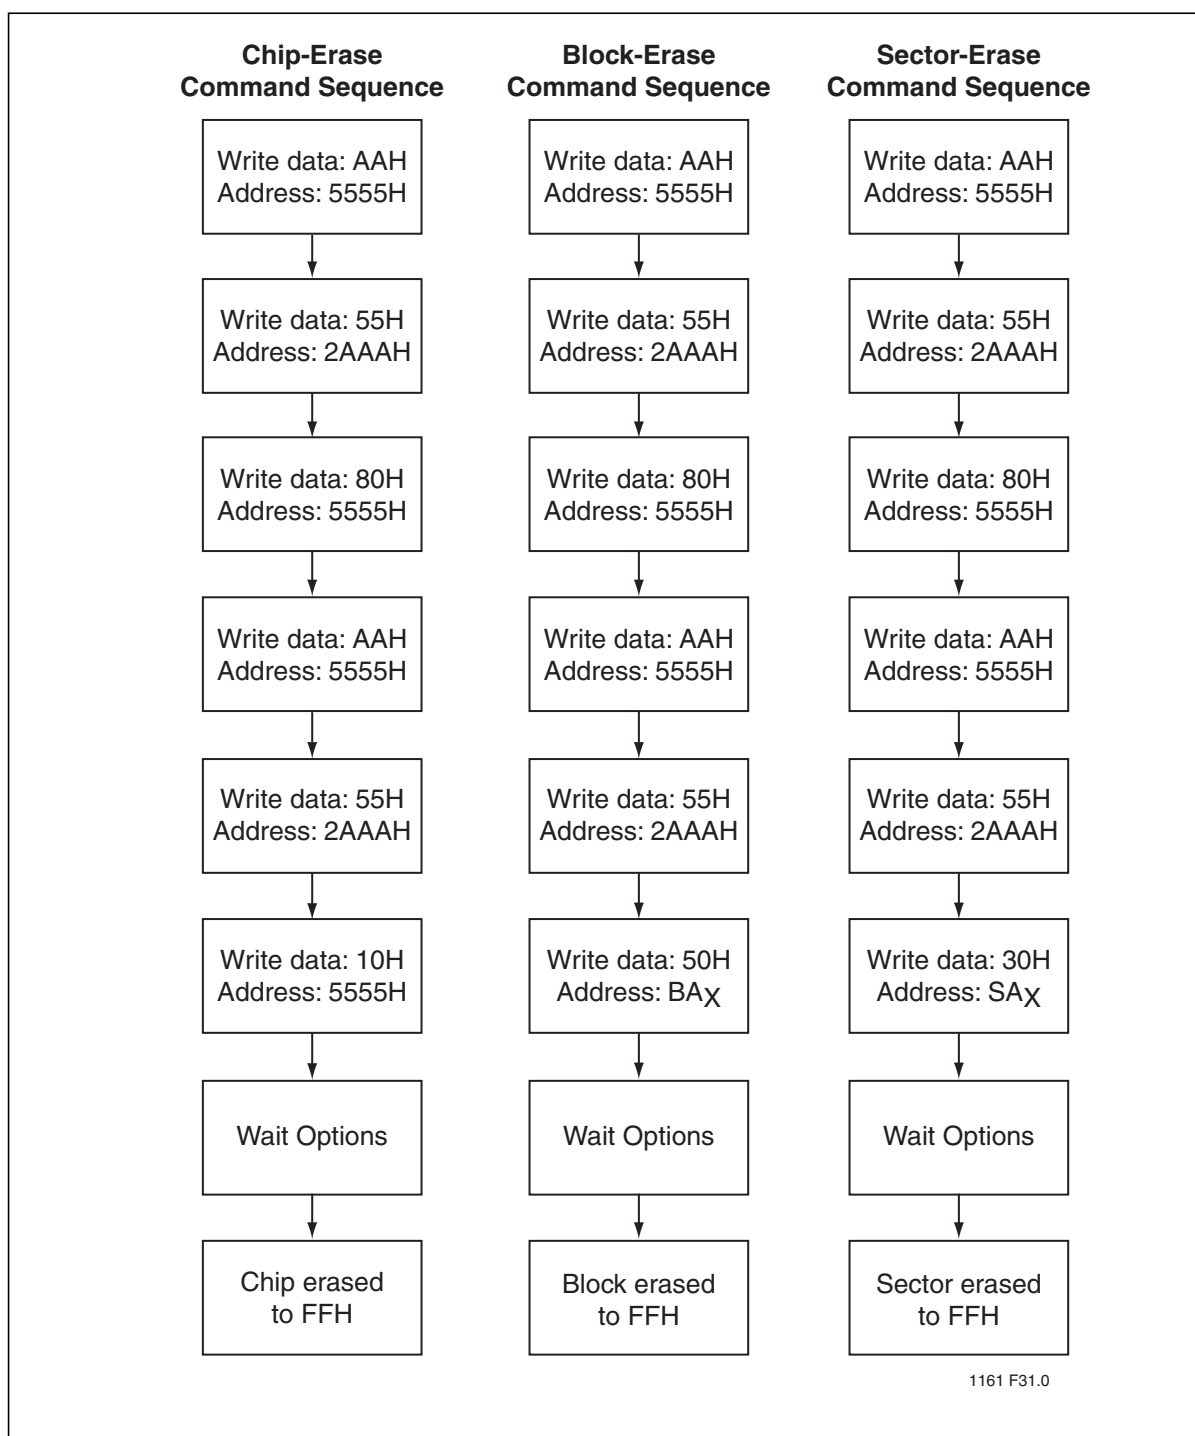 Chip-Erase
Command Sequence
Write data: AAH
Address: 5555H
Write data: 55H
Address: 2AAAH
Write data: 80H
Address: 5555H
Write data: AAH
Address: 5555H
Write data: 55H
Address: 2AAAH
Write data: 10H
Address: 5555H
Wait Options
Chip erased
to FFH
Block-Erase
Command Sequence
Write data: AAH
Address: 5555H
Write data: 55H
Address: 2AAAH
Write data: 80H
Address: 5555H
Write data: AAH
Address: 5555H
Write data: 55H
Address: 2AAAH
Write data: 50H
Address: BAX
Wait Options
Block erased
to FFH
Sector-Erase
Command Sequence
Write data: AAH
Address: 5555H
Write data: 55H
Address: 2AAAH
Write data: 80H
Address: 5555H
Write data: AAH
Address: 5555H
Write data: 55H
Address: 2AAAH
Write data: 30H
Address: SAX
Wait Options
Sector erased
to FFH
1161 F31.0